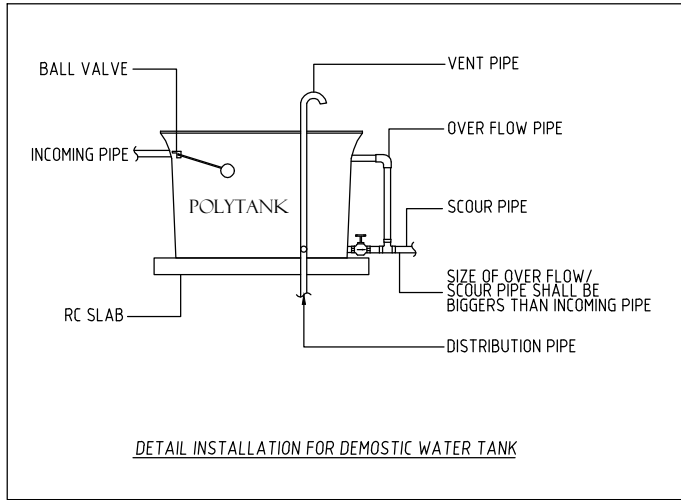 VENT PIPE
BALL VALVE
OVER FLOW PIPE
INCOMING PIPE
POLYTANK
SCOUR PIPE
SIZE OF OVER FLOW/
SCOUR PIPE SHALL BE
BIGGERS THAN INCOMING PIPE
RC SLAB
DISTRIBUTION PIPE
DETAIL INSTALLATION FOR DEMOSTIC WATER TANK